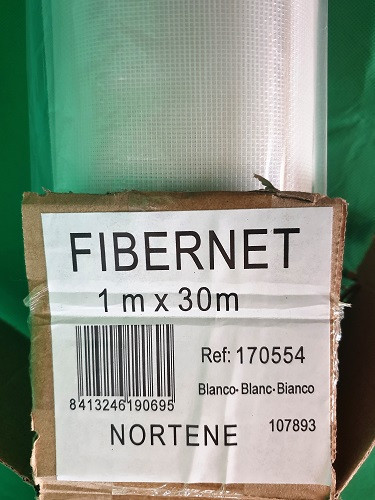 FIBERNET
1 m x 30m
Ref: 170554
Blanco-Blanc-Bianco
8413246190695
NORTENE
107893